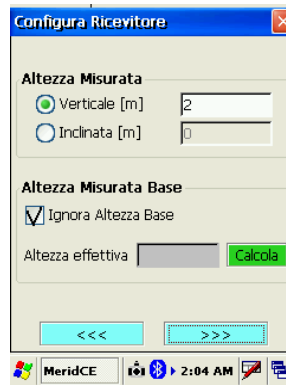 Configura Ricevitore
Altezza Misurata
Verticale [m] 2
Inclinata [m] 0
Altezza Misurata Base
Ignora Altezza Base
Altezza effettiva Calcola
<<< >>>
MeridCE 2:04 AM